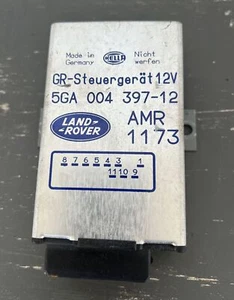 Made in Germany HELLA Nicht werfen
GR-Steuergerät 12V
5GA 004 397-12
LAND-ROVER AMR
1173
8 7 6 5 4 3 1
11 10 9